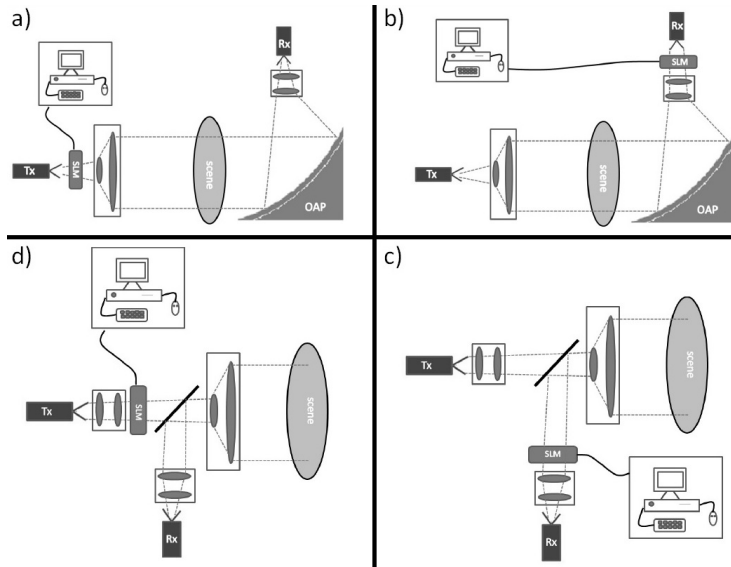 a)
Rx
Tx
SLM
scene
OAP
b)
Rx
SLM
Tx
scene
OAP
d)
Tx
SLM
scene
Rx
c)
Tx
scene
SLM
Rx